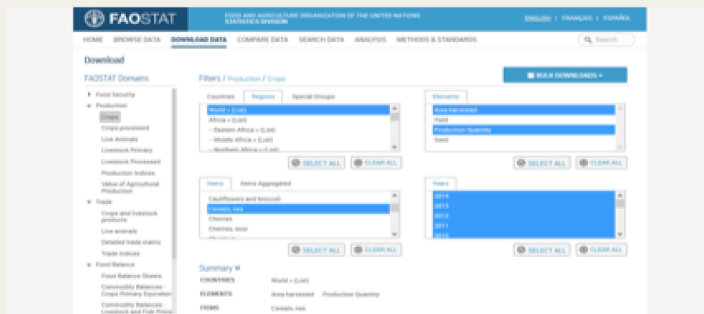 FAOSTAT
FOOD AND AGRICULTURE ORGANIZATION OF THE UNITED NATIONS
STATISTICS DIVISION
ENGLISH | FRANÇAIS | ESPAÑOL
HOME BROWSE DATA DOWNLOAD DATA COMPARE DATA SEARCH DATA ANALYSIS METHODS & STANDARDS Search
Download
FAOSTAT Domains
Filters / Production / Crops
BULK DOWNLOADS
Food Security
Production
Crops
Crops processed
Live Animals
Livestock Primary
Livestock Processed
Production Indices
Value of Agricultural
Production
Trade
Crops and livestock
products
Live animals
Detailed trade matrix
Trade Indices
Food Balance
Food Balance Sheets
Commodity Balances -
Crops Primary Equivalent
Commodity Balances -
Livestock and Fish
Countries Regions Special Groups
World + (List)
Africa + (List)
- Eastern Africa + (List)
- Middle Africa + (List)
- Northern Africa + (List)
SELECT ALL CLEAR ALL
Elements
Area harvested
Yield
Production Quantity
Seed
SELECT ALL CLEAR ALL
Items Items Aggregated
Cauliflowers and broccoli
Cereals, nes
Cherries
Cherries, sour
SELECT ALL CLEAR ALL
Years
2014
2013
2012
2011
2010
SELECT ALL CLEAR ALL
Summary
COUNTRIES World + (List)
ELEMENTS Area harvested Production Quantity
ITEMS Cereals, nes